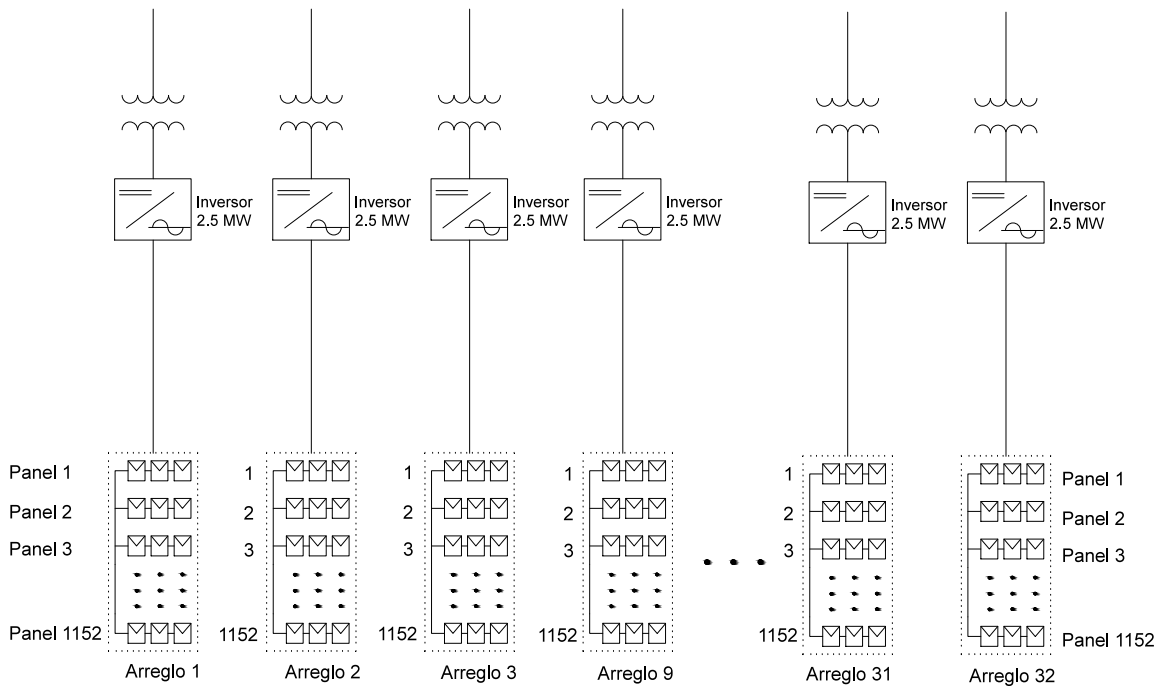 Inversor
2.5 MW
Inversor
2.5 MW
Inversor
2.5 MW
Inversor
2.5 MW
Inversor
2.5 MW
Inversor
2.5 MW
Panel 1
1
1
1
1
Panel 1
Panel 2
2
2
2
2
Panel 2
Panel 3
3
3
3
3
Panel 3
Panel 1152
1152
1152
1152
1152
Panel 1152
Arreglo 1
Arreglo 2
Arreglo 3
Arreglo 9
Arreglo 31
Arreglo 32